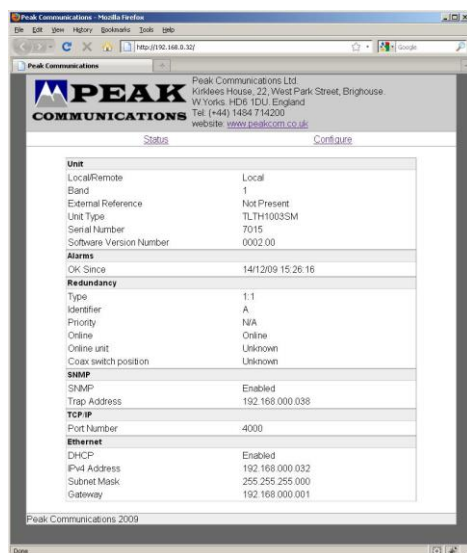 Peak Communications - Mozilla Firefox
File Edit View History Bookmarks Tools Help
http://192.168.0.32/
Google
Peak Communications
PEAK
COMMUNICATIONS
Peak Communications Ltd.
Kirklees House, 22, West Park Street, Brighouse.
W.Yorks. HD6 1DU. England
Tel: (+44) 1484 714200
website: www.peakcom.co.uk
Status Configure
Unit
Local/Remote Local
Band 1
External Reference Not Present
Unit Type TLTH1003SM
Serial Number 7015
Software Version Number 0002.00
Alarms
OK Since 14/12/09 15:26:16
Redundancy
Type 1:1
Identifier A
Priority N/A
Online Online
Online unit Unknown
Coax switch position Unknown
SNMP
SNMP Enabled
Trap Address 192.168.000.038
TCP/IP
Port Number 4000
Ethernet
DHCP Enabled
IPv4 Address 192.168.000.032
Subnet Mask 255.255.255.000
Gateway 192.168.000.001
Peak Communications 2009
Done